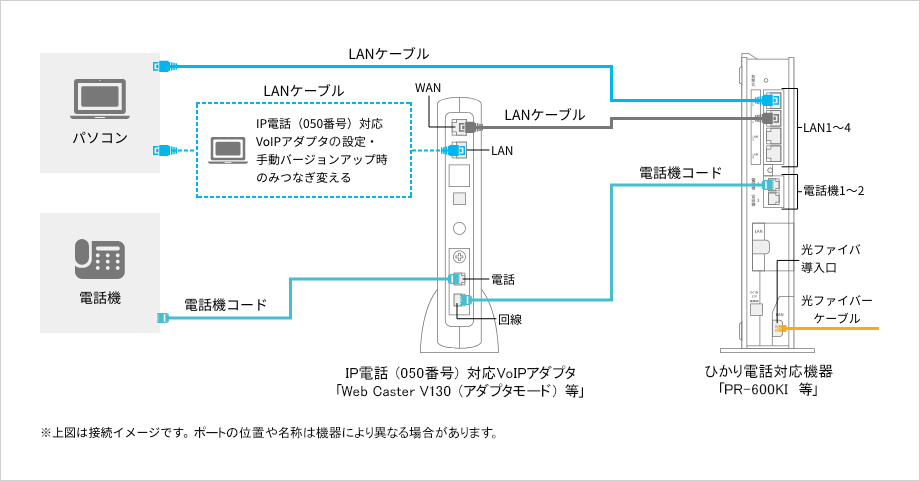 LANケーブル
LANケーブル
WAN
IP電話（050番号）対応
VoIPアダプタの設定・
手動バージョンアップ時
のみつなぎ変える
パソコン
LANケーブル
LAN
LAN1～4
電話機コード
電話機1～2
LAN
光ファイバ
導入口
電話
電話機
電話機コード
光ファイバー
ケーブル
回線
IP電話（050番号）対応VoIPアダプタ
「Web Caster V130（アダプタモード）等」
ひかり電話対応機器
「PR-600KI 等」
※上図は接続イメージです。ポートの位置や名称は機器により異なる場合があります。